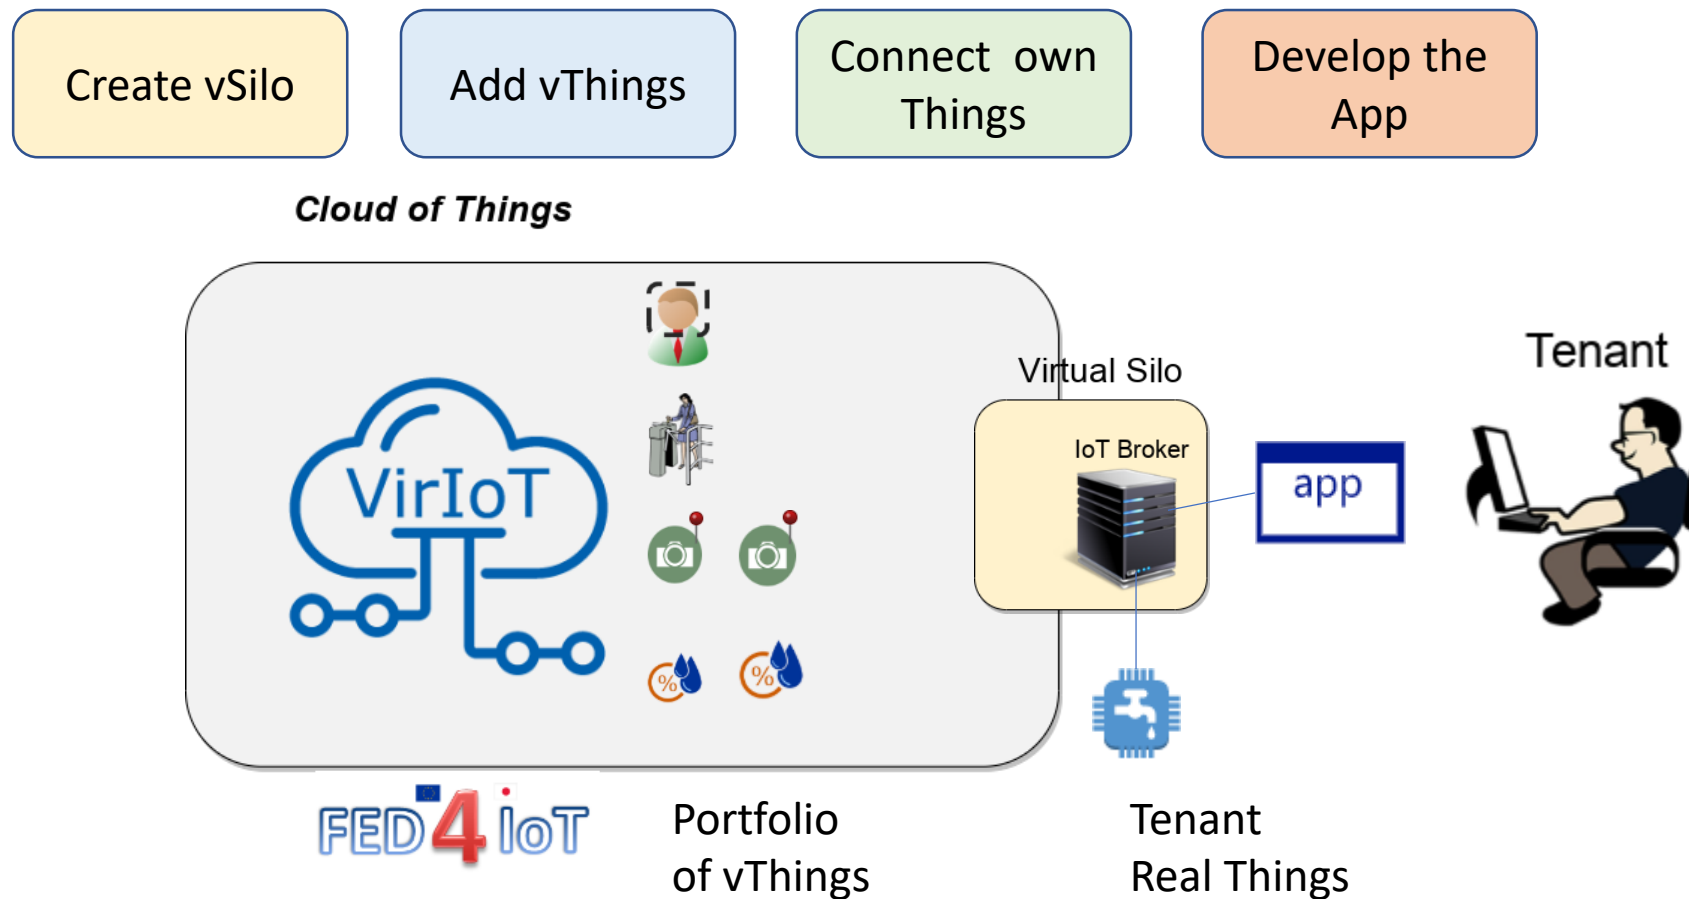 Create vSilo
Add vThings
Connect own
Things
Develop the
App
Cloud of Things
Virtual Silo
Tenant
IoT Broker
app
VirIoT
%
%
FED4IoT
Portfolio
of vThings
Tenant
Real Things